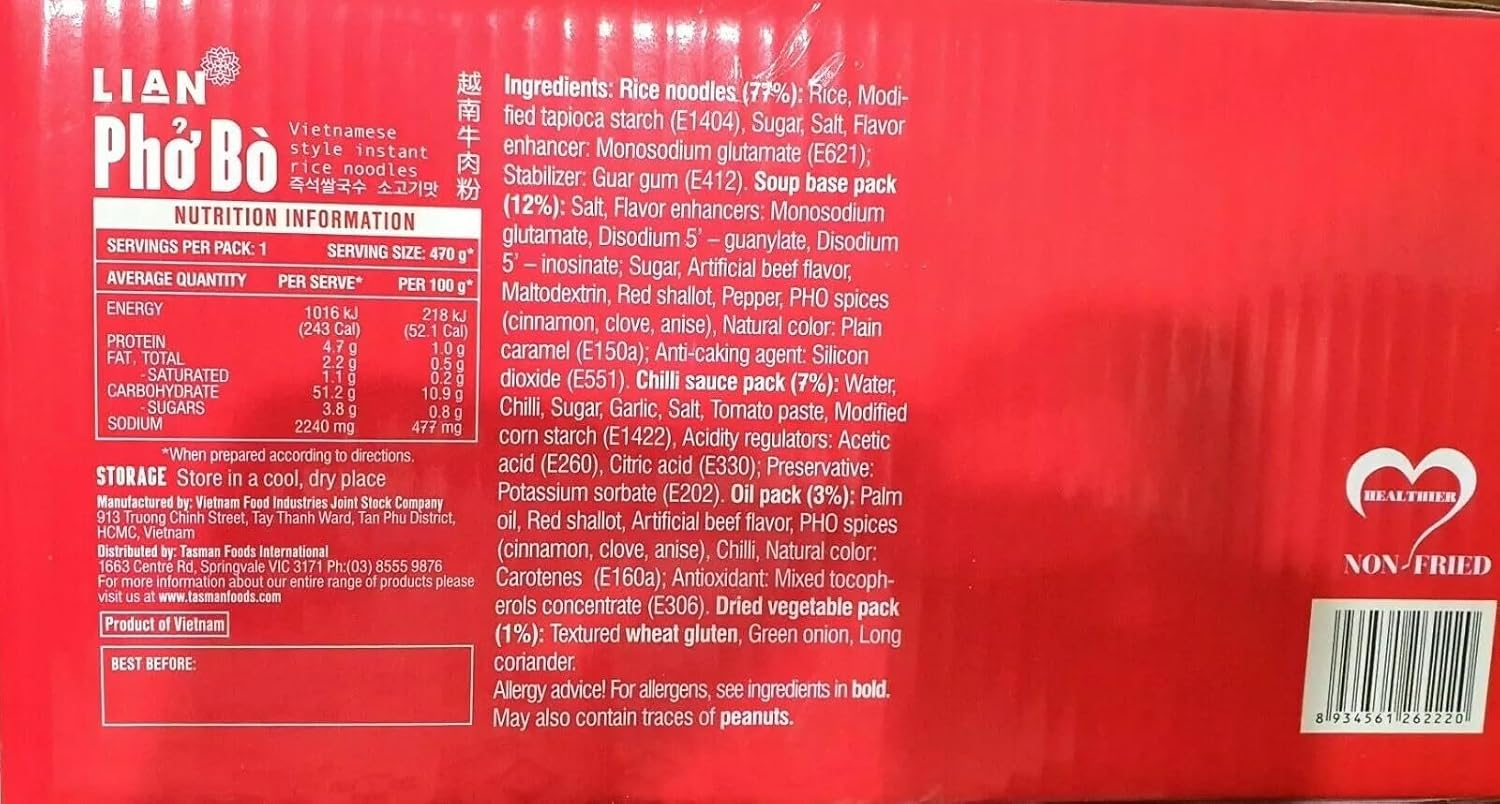 LIAN
Phở Bò
Vietnamese
style instant
rice noodles
즉석쌀국수 소고기맛
越南牛肉粉
NUTRITION INFORMATION
SERVINGS PER PACK: 1 SERVING SIZE: 470 g*
AVERAGE QUANTITY PER SERVE* PER 100 g*
ENERGY 1016 kJ 218 kJ
(243 Cal) (52.1 Cal)
PROTEIN 4.7 g 1.0 g
FAT, TOTAL 2.2 g 0.5 g
- SATURATED 1.1 g 0.2 g
CARBOHYDRATE 51.2 g 10.9 g
- SUGARS 3.8 g 0.8 g
SODIUM 2240 mg 477 mg
*When prepared according to directions.
STORAGE Store in a cool, dry place
Manufactured by: Vietnam Food Industries Joint Stock Company
913 Truong Chinh Street, Tay Thanh Ward, Tan Phu District,
HCMC, Vietnam
Distributed by: Tasman Foods International
1663 Centre Rd, Springvale VIC 3171 Ph:(03) 8555 9876
For more information about our entire range of products please
visit us at www.tasmanfoods.com
Product of Vietnam
BEST BEFORE:
Ingredients: Rice noodles (77%): Rice, Modi-
fied tapioca starch (E1404), Sugar, Salt, Flavor
enhancer: Monosodium glutamate (E621);
Stabilizer: Guar gum (E412). Soup base pack
(12%): Salt, Flavor enhancers: Monosodium
glutamate, Disodium 5' – guanylate, Disodium
5' – inosinate; Sugar, Artificial beef flavor,
Maltodextrin, Red shallot, Pepper, PHO spices
(cinnamon, clove, anise), Natural color: Plain
caramel (E150a); Anti-caking agent: Silicon
dioxide (E551). Chilli sauce pack (7%): Water,
Chilli, Sugar, Garlic, Salt, Tomato paste, Modified
corn starch (E1422), Acidity regulators: Acetic
acid (E260), Citric acid (E330); Preservative:
Potassium sorbate (E202). Oil pack (3%): Palm
oil, Red shallot, Artificial beef flavor, PHO spices
(cinnamon, clove, anise), Chilli, Natural color:
Carotenes (E160a); Antioxidant: Mixed tocoph-
erols concentrate (E306). Dried vegetable pack
(1%): Textured wheat gluten, Green onion, Long
coriander.
Allergy advice! For allergens, see ingredients in bold.
May also contain traces of peanuts.
HEALTHIER
NON-FRIED
8 934561 262220